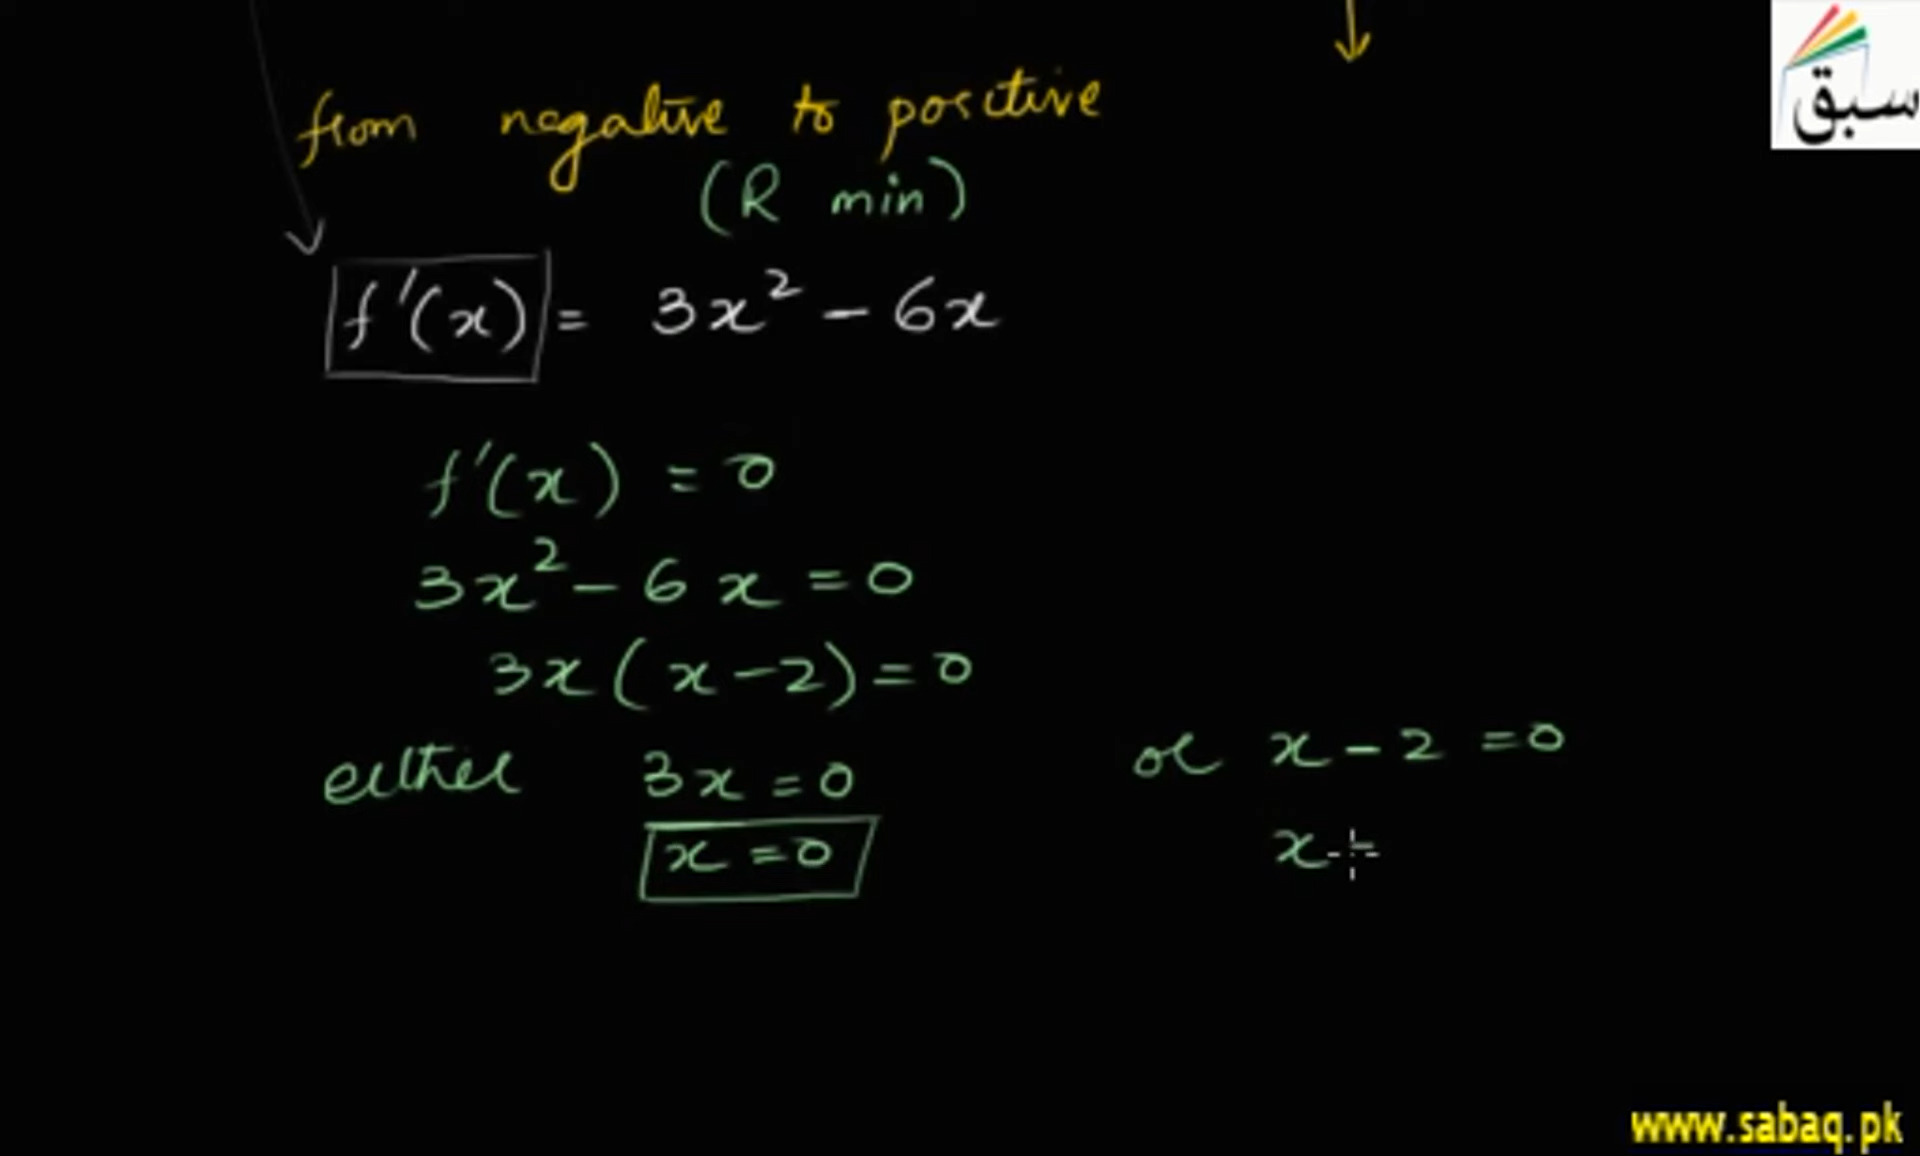 سبق
from negative to positive
(R min)
f'(x) = 3x² - 6x
f'(x) = 0
3x² - 6x = 0
3x(x-2) = 0
either 3x = 0 or x - 2 = 0
x = 0 x =
www.sabaq.pk